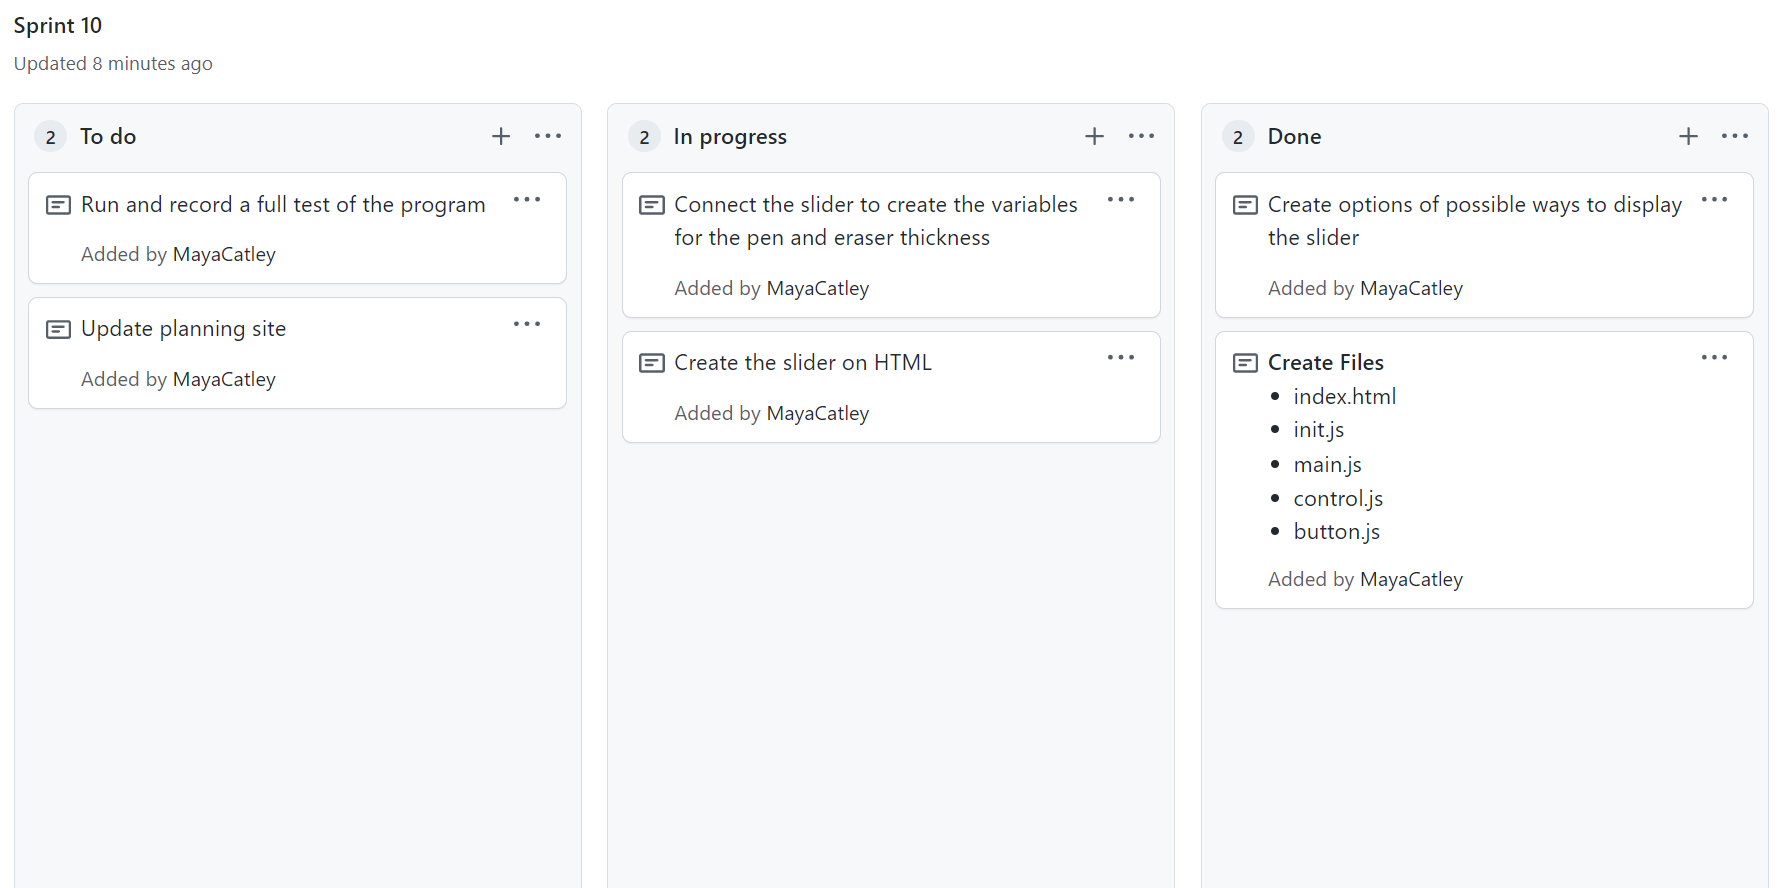 Sprint 10
Updated 8 minutes ago
2 To do
Run and record a full test of the program
Added by MayaCatley
Update planning site
Added by MayaCatley
2 In progress
Connect the slider to create the variables
for the pen and eraser thickness
Added by MayaCatley
Create the slider on HTML
Added by MayaCatley
2 Done
Create options of possible ways to display
the slider
Added by MayaCatley
Create Files
• index.html
• init.js
• main.js
• control.js
• button.js
Added by MayaCatley